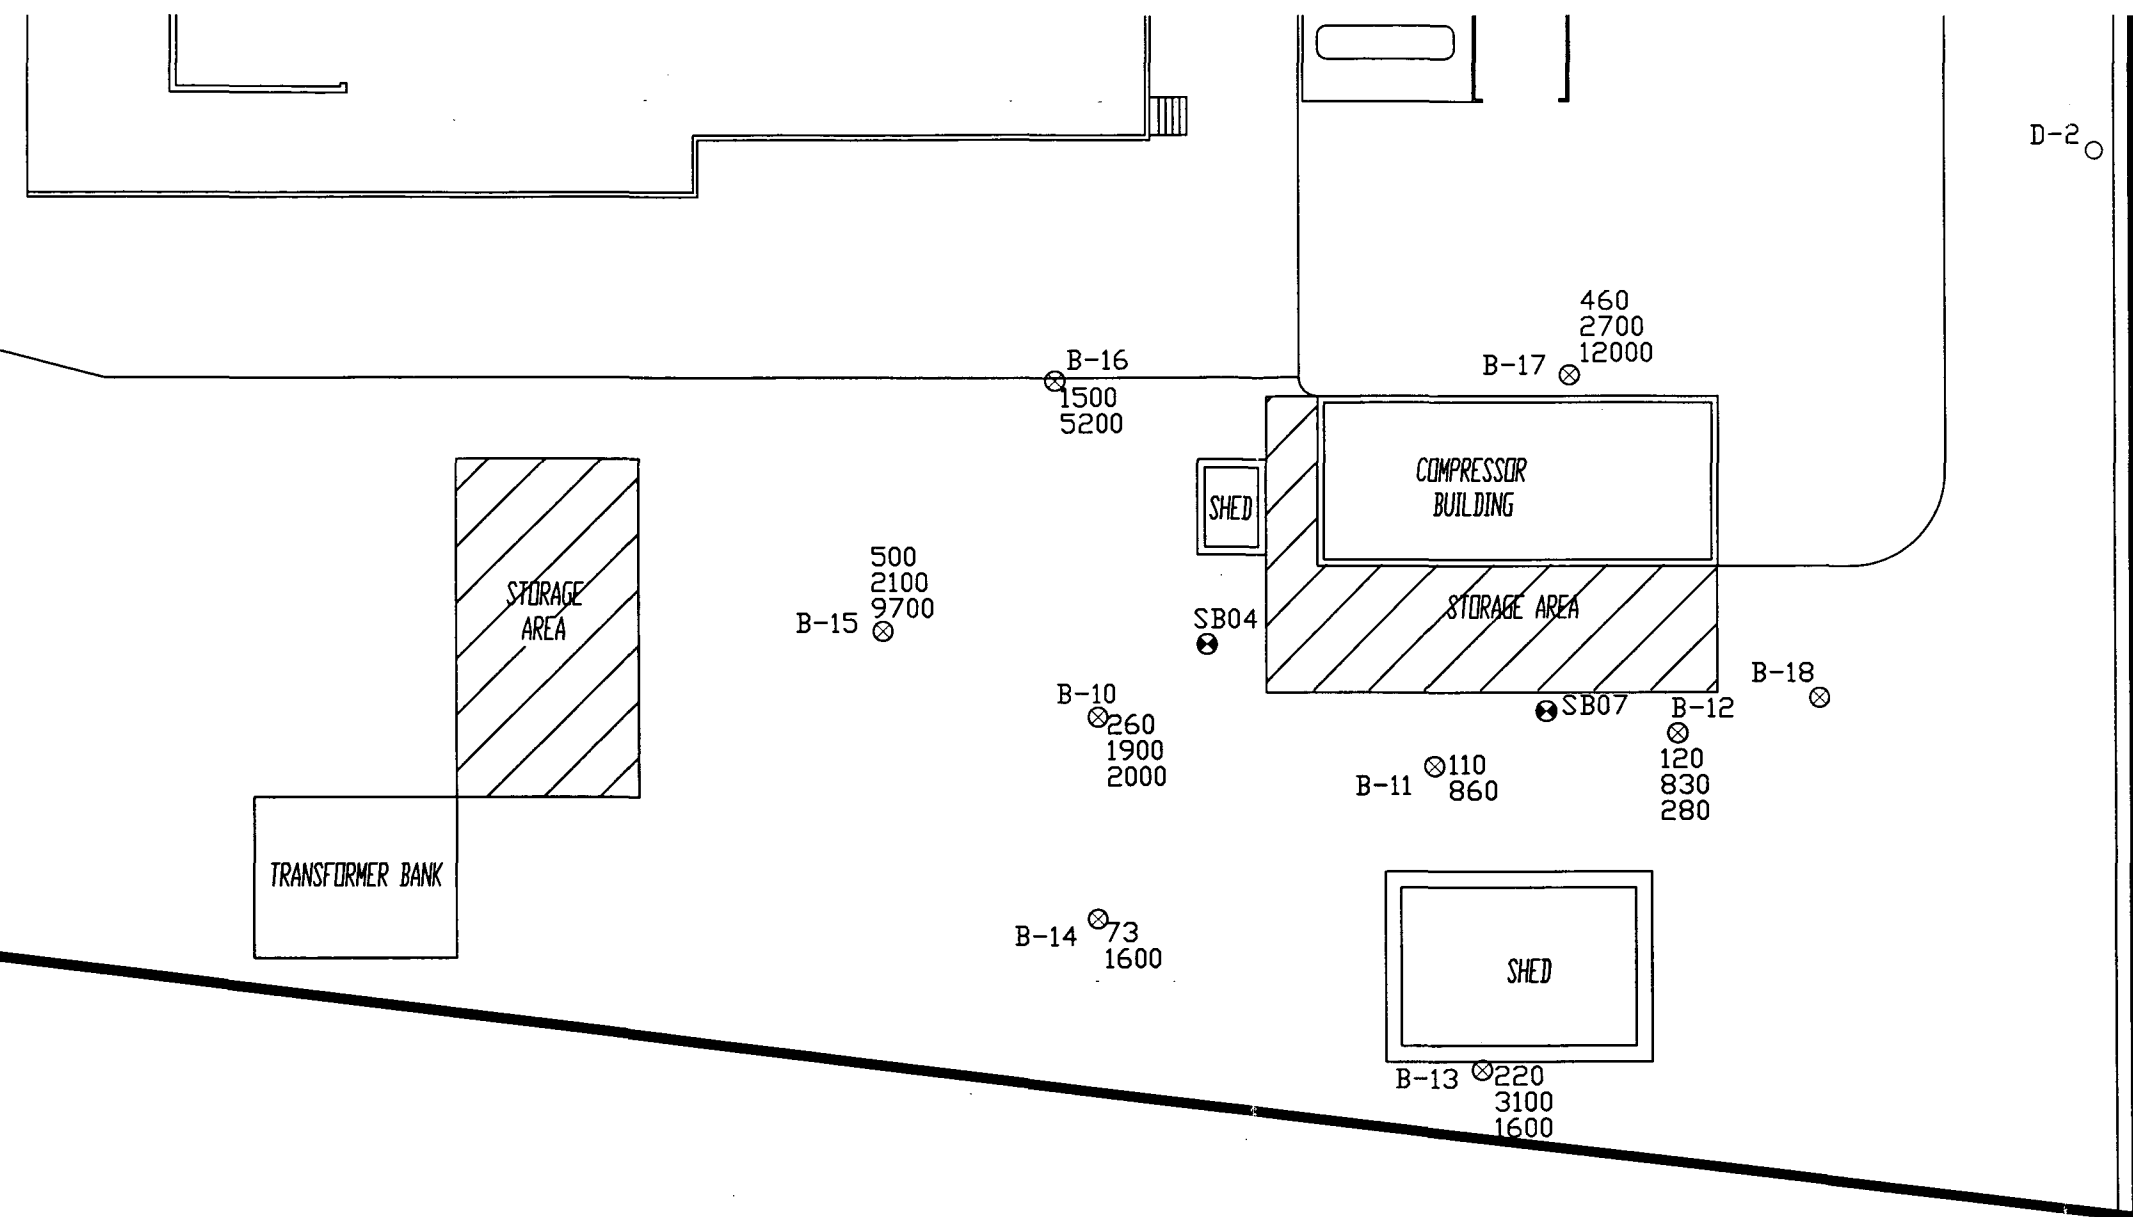 D-2
460
2700
12000
B-17
B-16
1500
5200
COMPRESSOR
BUILDING
SHED
500
2100
9700
B-15
STORAGE
AREA
STORAGE AREA
SB04
B-18
B-10
260
1900
2000
SB07
B-12
120
830
280
B-11
110
860
TRANSFORMER BANK
B-14
73
1600
SHED
B-13
220
3100
1600